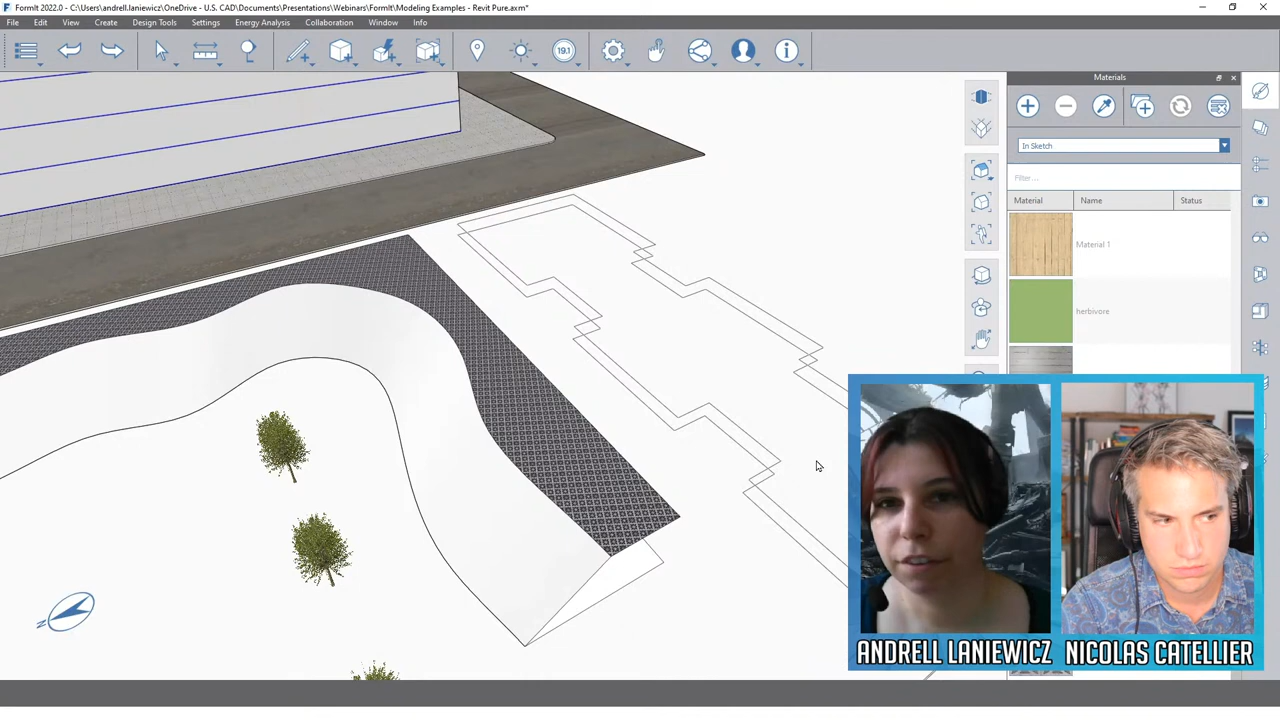 FormIt 2022.0 - C:\Users\andrell.laniewicz\OneDrive - U.S. CAD\Documents\Presentations\Webinars\FormIt\Modeling Examples - Revit Pure.axm*
File Edit View Create Design Tools Settings Energy Analysis Collaboration Window Info
19.1
Materials
In Sketch
Filter...
Material Name Status
Material 1
herbivore
N
ANDRELL LANIEWICZ NICOLAS CATELLIER